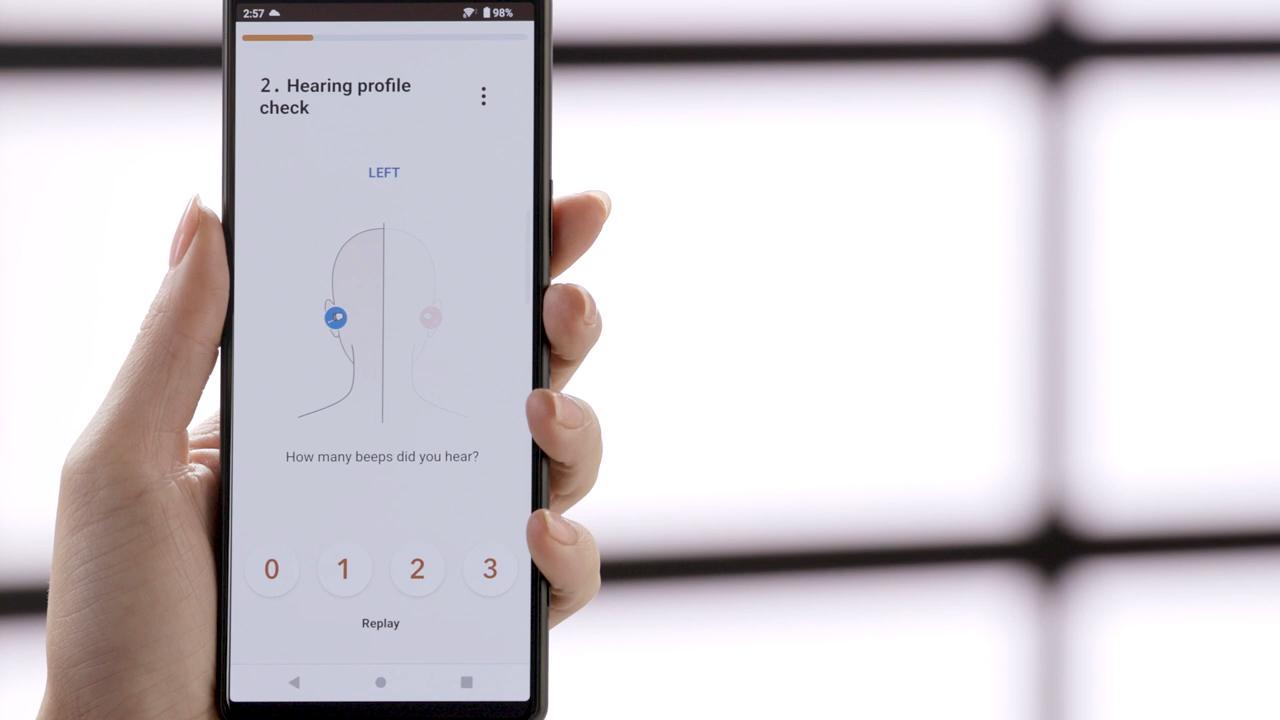 2:57 98%
2. Hearing profile
check
LEFT
How many beeps did you hear?
0 1 2 3
Replay